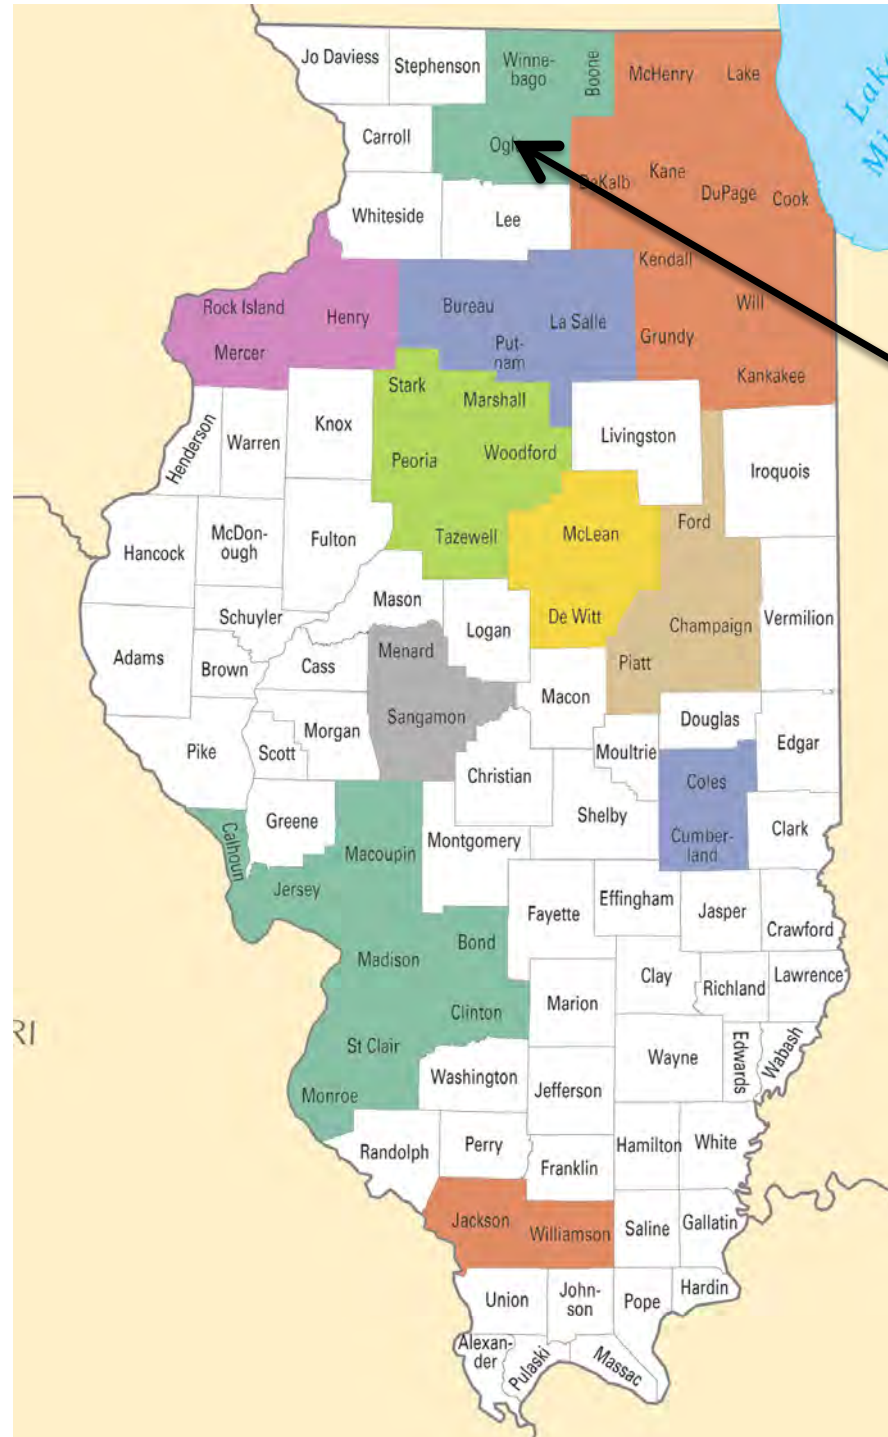 Jo Daviess
Stephenson
Winne-
bago
Boone
McHenry
Lake
Lake
Mi
Carroll
Ogl
DeKalb
Kane
DuPage
Cook
Whiteside
Lee
Kendall
Rock Island
Henry
Bureau
La Salle
Will
Mercer
Put-
nam
Grundy
Kankakee
Stark
Marshall
Henderson
Warren
Knox
Peoria
Woodford
Livingston
Iroquois
Hancock
McDon-
ough
Fulton
Tazewell
McLean
Ford
Schuyler
Mason
Logan
De Witt
Champaign
Vermilion
Adams
Brown
Cass
Menard
Piatt
Macon
Sangamon
Douglas
Pike
Scott
Morgan
Christian
Moultrie
Edgar
Coles
Calhoun
Greene
Macoupin
Montgomery
Shelby
Cumber-
land
Clark
Jersey
Fayette
Effingham
Jasper
Crawford
Madison
Bond
Clay
Richland
Lawrence
RI
Clinton
Marion
St Clair
Wayne
Edwards
Wabash
Monroe
Washington
Jefferson
Randolph
Perry
Franklin
Hamilton
White
Jackson
Williamson
Saline
Gallatin
Union
John-
son
Pope
Hardin
Alexan-
der
Pulaski
Massac